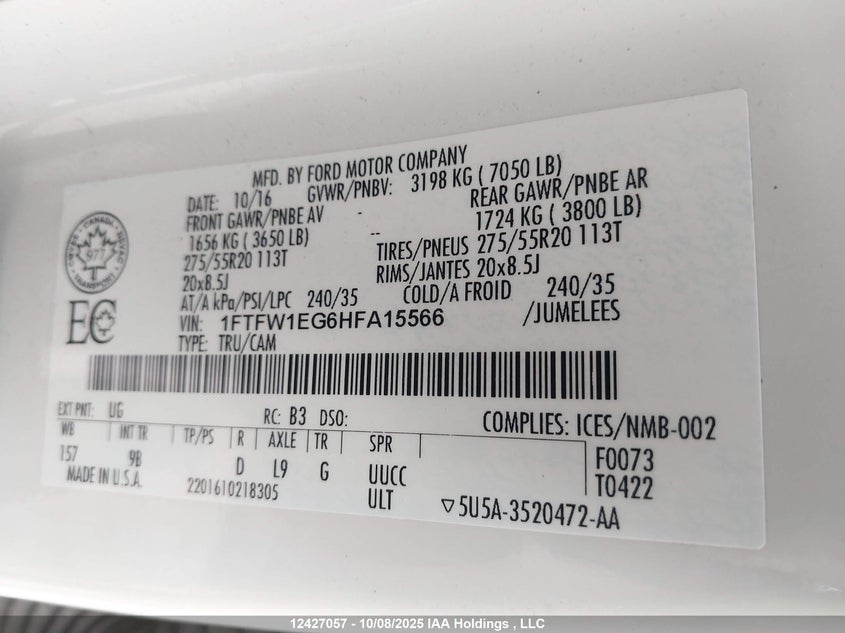 MFD. BY FORD MOTOR COMPANY
DATE: 10/16 GVWR/PNBV: 3198 KG ( 7050 LB)
FRONT GAWR/PNBE AV REAR GAWR/PNBE AR
1656 KG ( 3650 LB) -- 1724 KG ( 3800 LB)
275/55R20 113T TIRES/PNEUS 275/55R20 113T
20x8.5J RIMS/JANTES 20x8.5J
AT/A kPa/PSI/LPC 240/35 COLD/A FROID 240/35
VIN: 1FTFW1EG6HFA15566 /JUMELEES
TYPE: TRU/CAM
CANADA
977
TRANSPORT
EC
EXT PNT: UG RC: B3 DSO: COMPLIES: ICES/NMB-002
WB INT TR TP/PS R AXLE TR SPR
157 9B D L9 G UUCC F0073
MADE IN U.S.A. 2201610218305 ULT T0422
▽5U5A-3520472-AA
12427057 - 10/08/2025 IAA Holdings , LLC